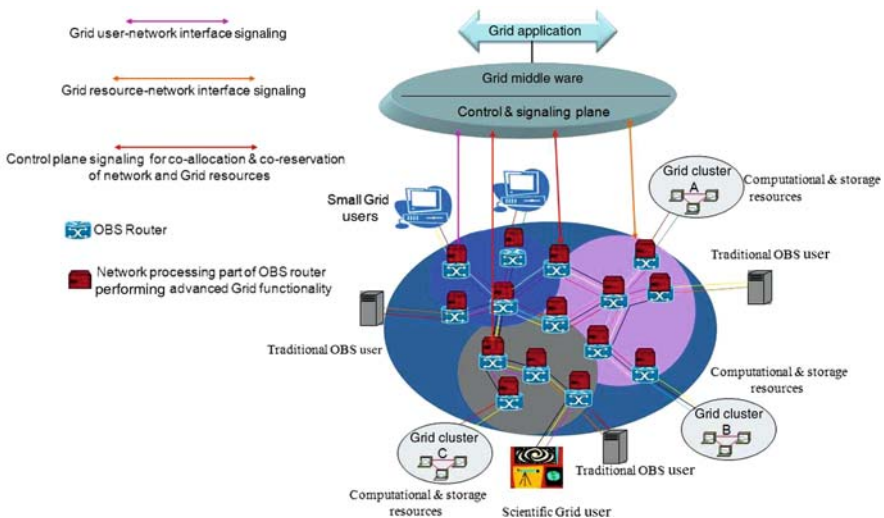 Grid application
Grid user-network interface signaling
Grid middle ware
Grid resource-network interface signaling
Control & signaling plane
Control plane signaling for co-allocation & co-reservation
of network and Grid resources
Grid cluster
A
Computational & storage
resources
Small Grid
users
OBS Router
Traditional OBS user
Network processing part of OBS router
performing advanced Grid functionality
Traditional OBS user
Computational & storage
resources
Grid cluster
B
Grid cluster
C
Traditional OBS user
Computational & storage
resources
Scientific Grid user